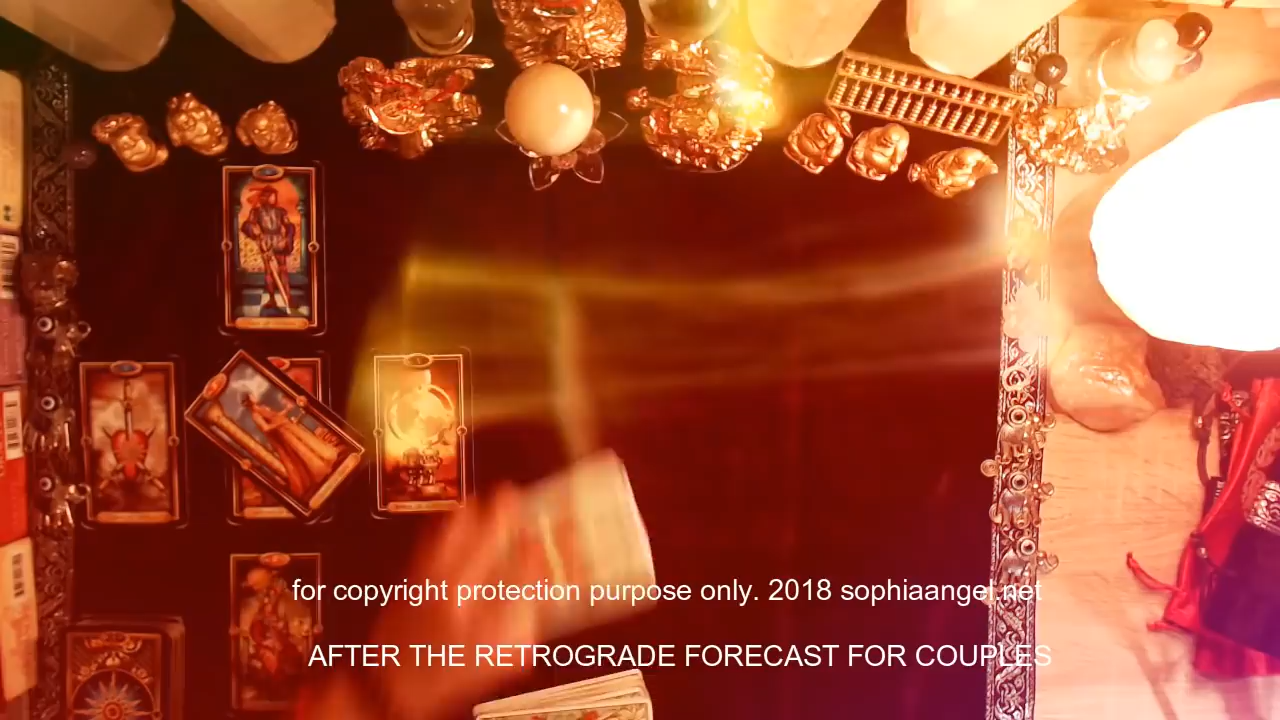 for copyright protection purpose only. 2018 sophiaangel.net
AFTER THE RETROGRADE FORECAST FOR COUPLES